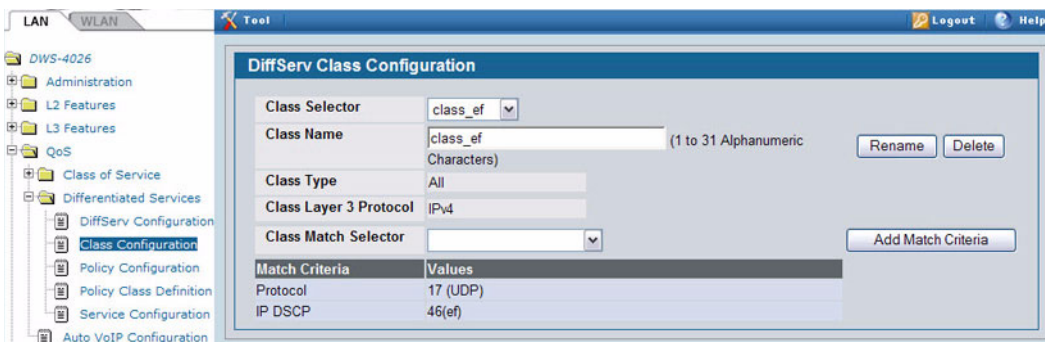 LAN WLAN Tool Logout Help
DWS-4026
Administration
L2 Features
L3 Features
QoS
Class of Service
Differentiated Services
DiffServ Configuration
Class Configuration
Policy Configuration
Policy Class Definition
Service Configuration
Auto VoIP Configuration
DiffServ Class Configuration
Class Selector class_ef
Class Name class_ef (1 to 31 Alphanumeric
Characters)
Rename Delete
Class Type All
Class Layer 3 Protocol IPv4
Class Match Selector Add Match Criteria
Match Criteria Values
Protocol 17 (UDP)
IP DSCP 46(ef)